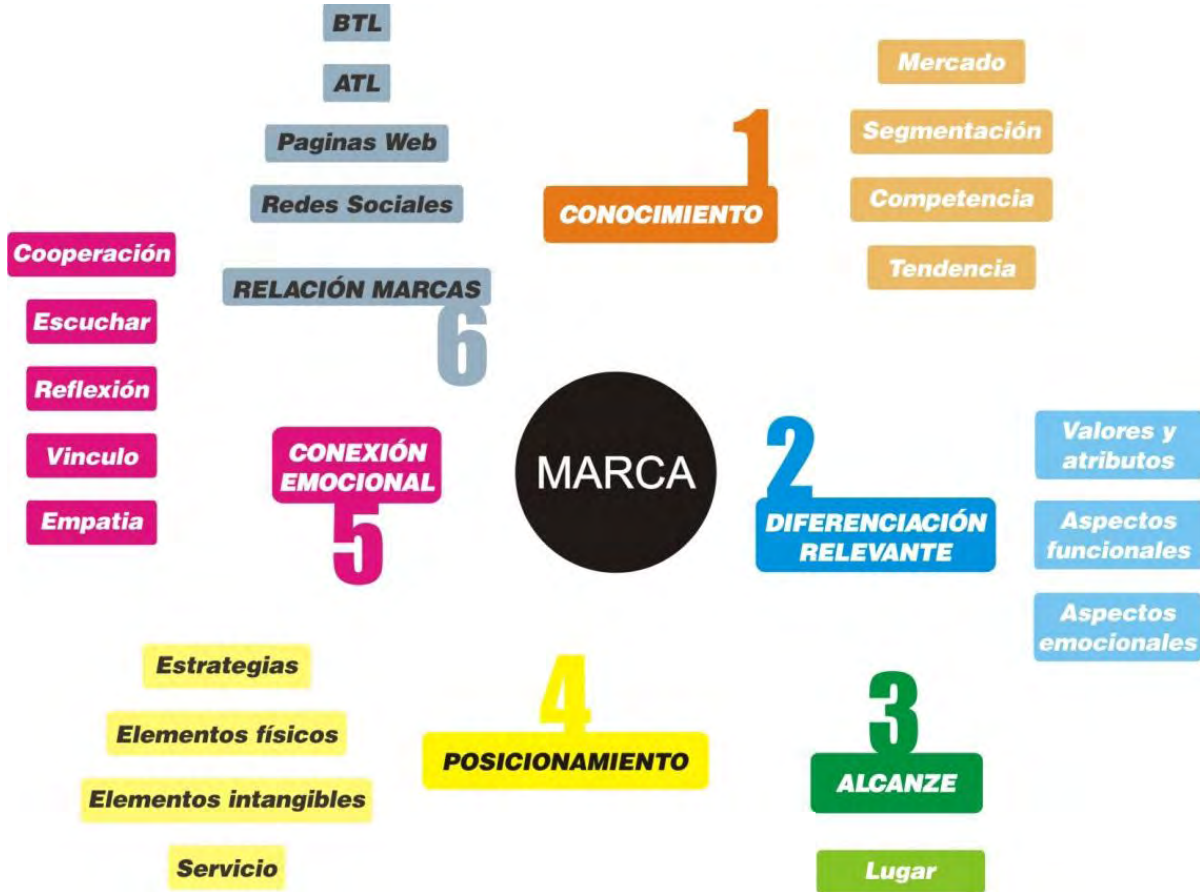 BTL
ATL
Paginas Web
Redes Sociales
RELACIÓN MARCAS
6
1
CONOCIMIENTO
Mercado
Segmentación
Competencia
Tendencia
Cooperación
Escuchar
Reflexión
Vinculo
Empatia
CONEXIÓN
EMOCIONAL
5
MARCA
2
DIFERENCIACIÓN
RELEVANTE
Valores y
atributos
Aspectos
funcionales
Aspectos
emocionales
Estrategias
Elementos físicos
Elementos intangibles
Servicio
4
POSICIONAMIENTO
3
ALCANZE
Lugar